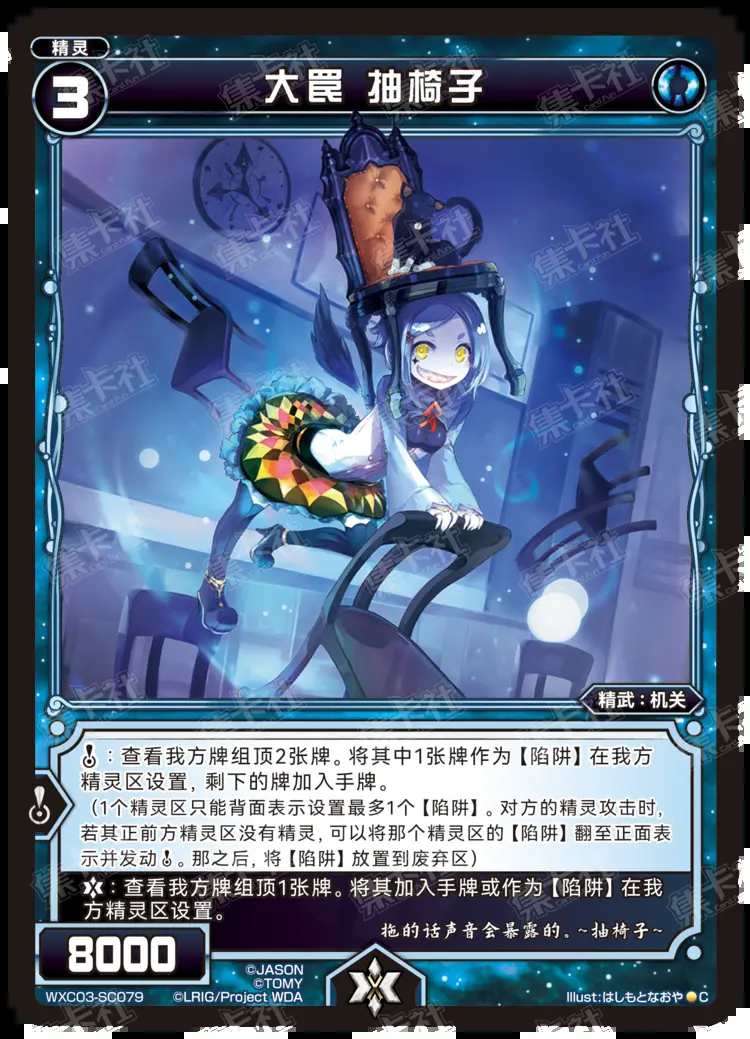 精灵
3
大罠 抽椅子
精武：机关
：查看我方牌组顶2张牌。将其中1张牌作为【陷阱】在我方
精灵区设置，剩下的牌加入手牌。
（1个精灵区只能背面表示设置最多1个【陷阱】。对方的精灵攻击时，
若其正前方精灵区没有精灵，可以将那个精灵区的【陷阱】翻至正面表
示并发动。那之后，将【陷阱】放置到废弃区）
：查看我方牌组顶1张牌。将其加入手牌或作为【陷阱】在我
方精灵区设置。
拖的话声音会暴露的。~抽椅子~
8000
©JASON
©TOMY
WXC03-SC079 ©LRIG/Project WDA
Illust:はしもとなおや C
集卡社